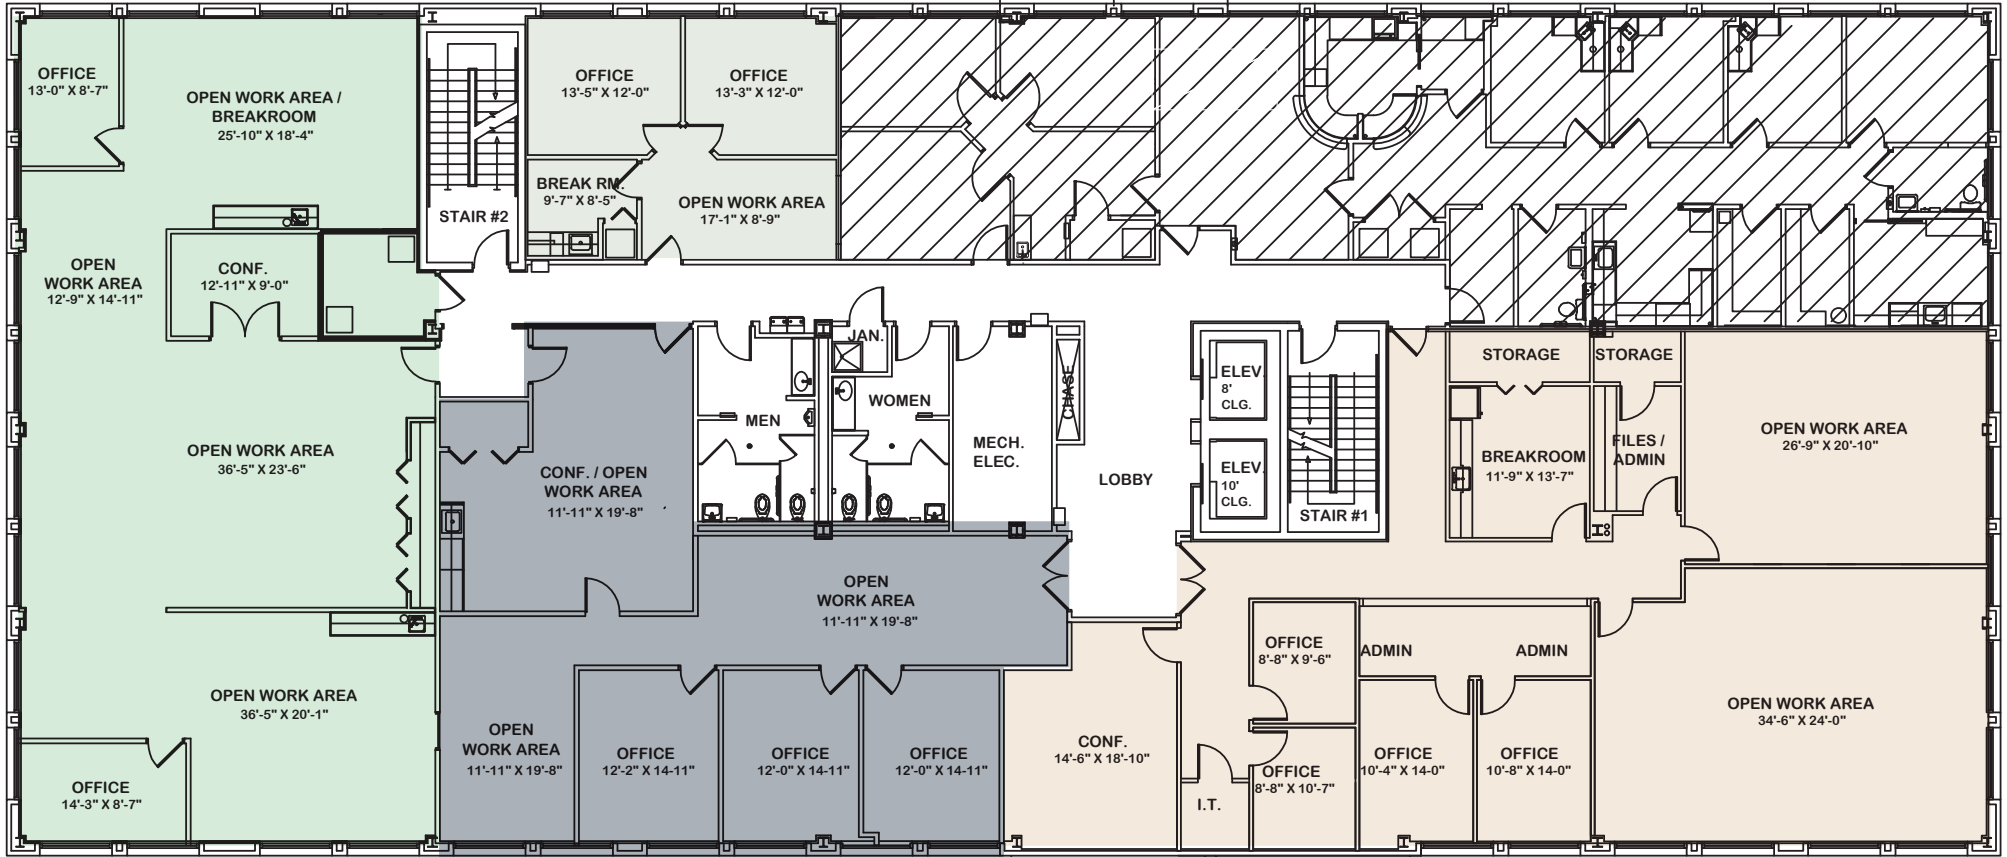 OFFICE
13'-0" X 8'-7"
OPEN WORK AREA /
BREAKROOM
25'-10" X 18'-4"
STAIR #2
OFFICE
13'-5" X 12'-0"
OFFICE
13'-3" X 12'-0"
BREAK RM.
9'-7" X 8'-5"
OPEN WORK AREA
17'-1" X 8'-9"
OPEN
WORK AREA
12'-9" X 14'-11"
CONF.
12'-11" X 9'-0"
OPEN WORK AREA
36'-5" X 23'-6"
OPEN WORK AREA
36'-5" X 20'-1"
OFFICE
14'-3" X 8'-7"
CONF. / OPEN
WORK AREA
11'-11" X 19'-8"
MEN
JAN.
WOMEN
MECH.
ELEC.
CHASE
LOBBY
ELEV.
8'
CLG.
ELEV.
10'
CLG.
STAIR #1
OPEN
WORK AREA
11'-11" X 19'-8"
OPEN
WORK AREA
11'-11" X 19'-8"
OFFICE
12'-2" X 14-11"
OFFICE
12'-0" X 14-11"
OFFICE
12'-0" X 14-11"
STORAGE
STORAGE
BREAKROOM
11'-9" X 13'-7"
FILES /
ADMIN
OPEN WORK AREA
26'-9" X 20'-10"
CONF.
14'-6" X 18'-10"
I.T.
OFFICE
8'-8" X 9'-6"
OFFICE
8'-8" X 10'-7"
ADMIN
ADMIN
OFFICE
10'-4" X 14-0"
OFFICE
10'-8" X 14-0"
OPEN WORK AREA
34'-6" X 24'-0"